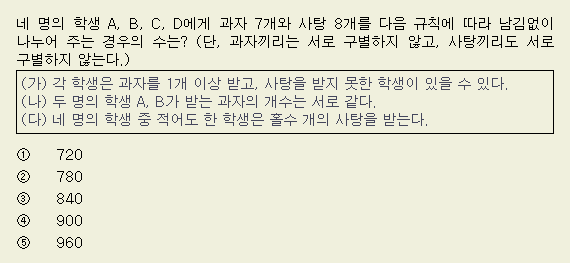 네 명의 학생 A, B, C, D에게 과자 7개와 사탕 8개를 다음 규칙에 따라 남김없이
나누어 주는 경우의 수는? (단, 과자끼리는 서로 구별하지 않고, 사탕끼리도 서로
구별하지 않는다.)
(가) 각 학생은 과자를 1개 이상 받고, 사탕을 받지 못한 학생이 있을 수 있다.
(나) 두 명의 학생 A, B가 받는 과자의 개수는 서로 같다.
(다) 네 명의 학생 중 적어도 한 학생은 홀수 개의 사탕을 받는다.
① 720
② 780
③ 840
④ 900
⑤ 960